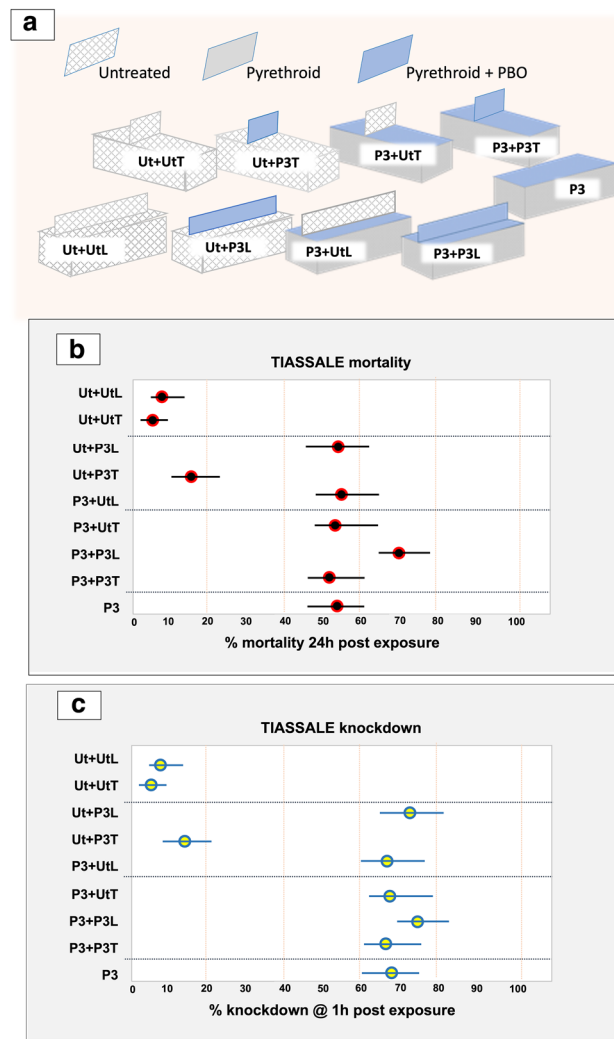 a
Untreated Pyrethroid Pyrethroid + PBO
Ut+UtT Ut+P3T P3+UtT P3+P3T
P3
Ut+UtL Ut+P3L P3+UtL P3+P3L
b
TIASSALE mortality
Ut+UtL
Ut+UtT
Ut+P3L
Ut+P3T
P3+UtL
P3+UtT
P3+P3L
P3+P3T
P3
0 10 20 30 40 50 60 70 80 90 100
% mortality 24h post exposure
c
TIASSALE knockdown
Ut+UtL
Ut+UtT
Ut+P3L
Ut+P3T
P3+UtL
P3+UtT
P3+P3L
P3+P3T
P3
0 10 20 30 40 50 60 70 80 90 100
% knockdown @ 1h post exposure